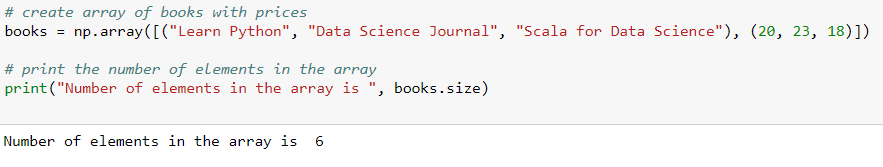 # create array of books with prices
books = np.array([("Learn Python", "Data Science Journal", "Scala for Data Science"), (20, 23, 18)])
# print the number of elements in the array
print("Number of elements in the array is ", books.size)
Number of elements in the array is  6